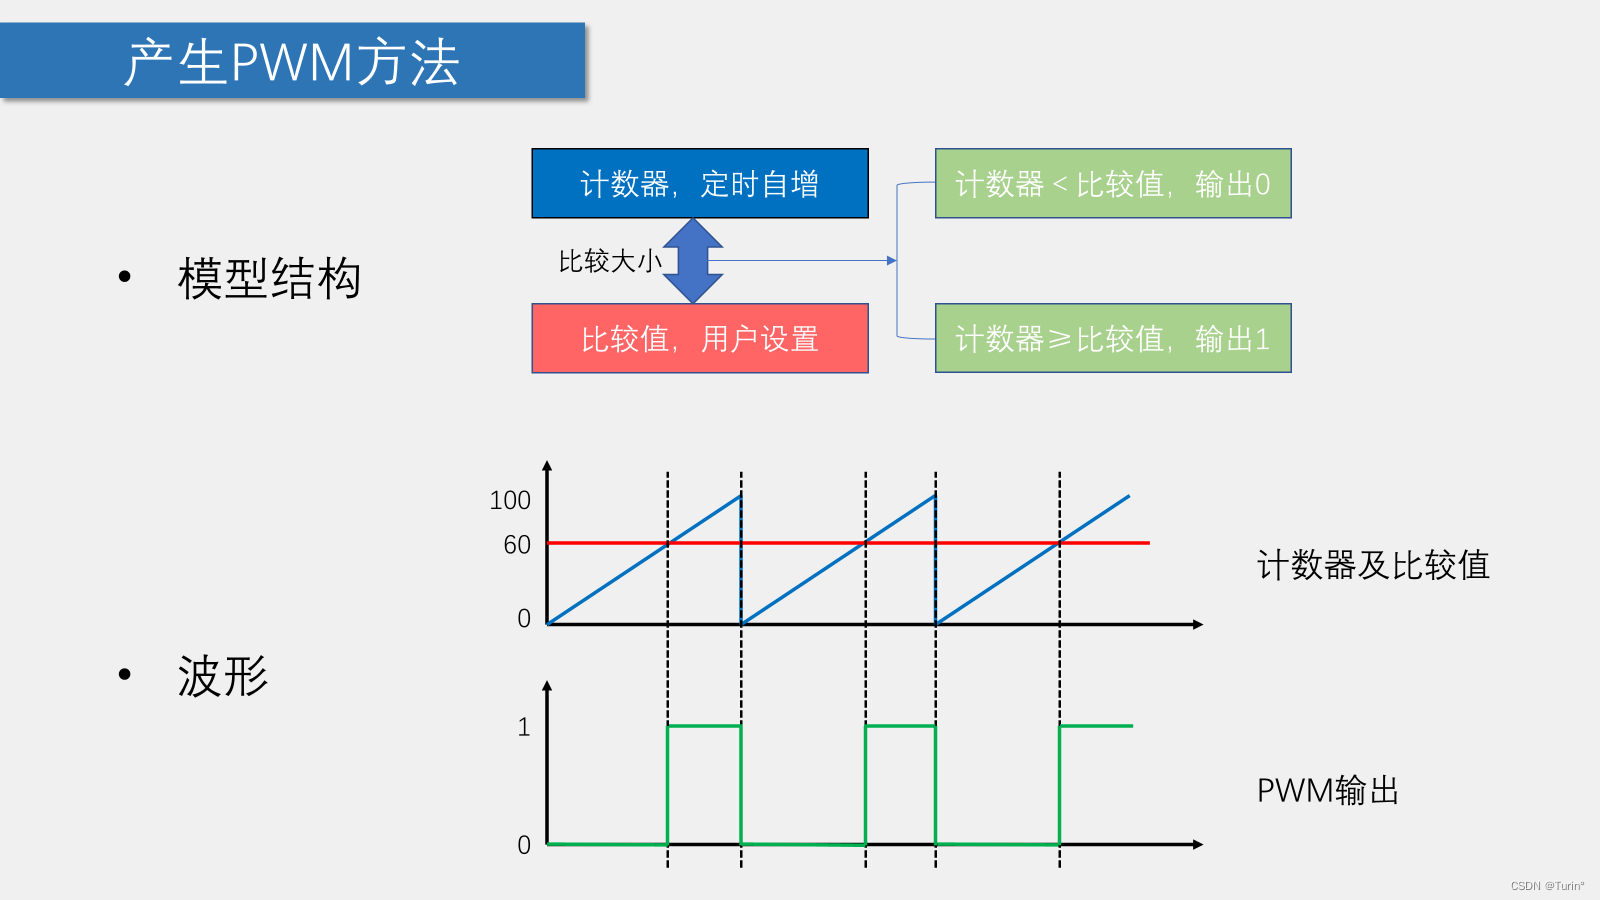 产生PWM方法
计数器，定时自增
计数器 < 比较值，输出0
比较大小
• 模型结构
比较值，用户设置
计数器≥比较值，输出1
100
60
计数器及比较值
0
• 波形
1
PWM输出
0
CSDN @Turin°